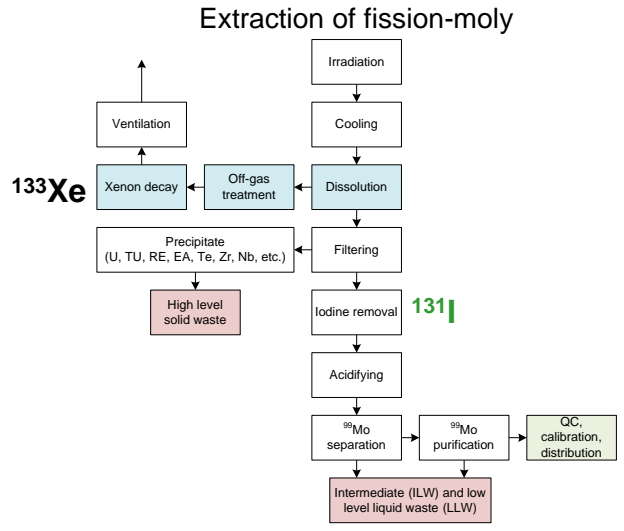 Extraction of fission-moly
Irradiation
Ventilation
Cooling
¹³³Xe
Xenon decay
Off-gas
treatment
Dissolution
Precipitate
(U, TU, RE, EA, Te, Zr, Nb, etc.)
Filtering
High level
solid waste
Iodine removal
¹³¹I
Acidifying
⁹⁹Mo
separation
⁹⁹Mo
purification
QC,
calibration,
distribution
Intermediate (ILW) and low
level liquid waste (LLW)